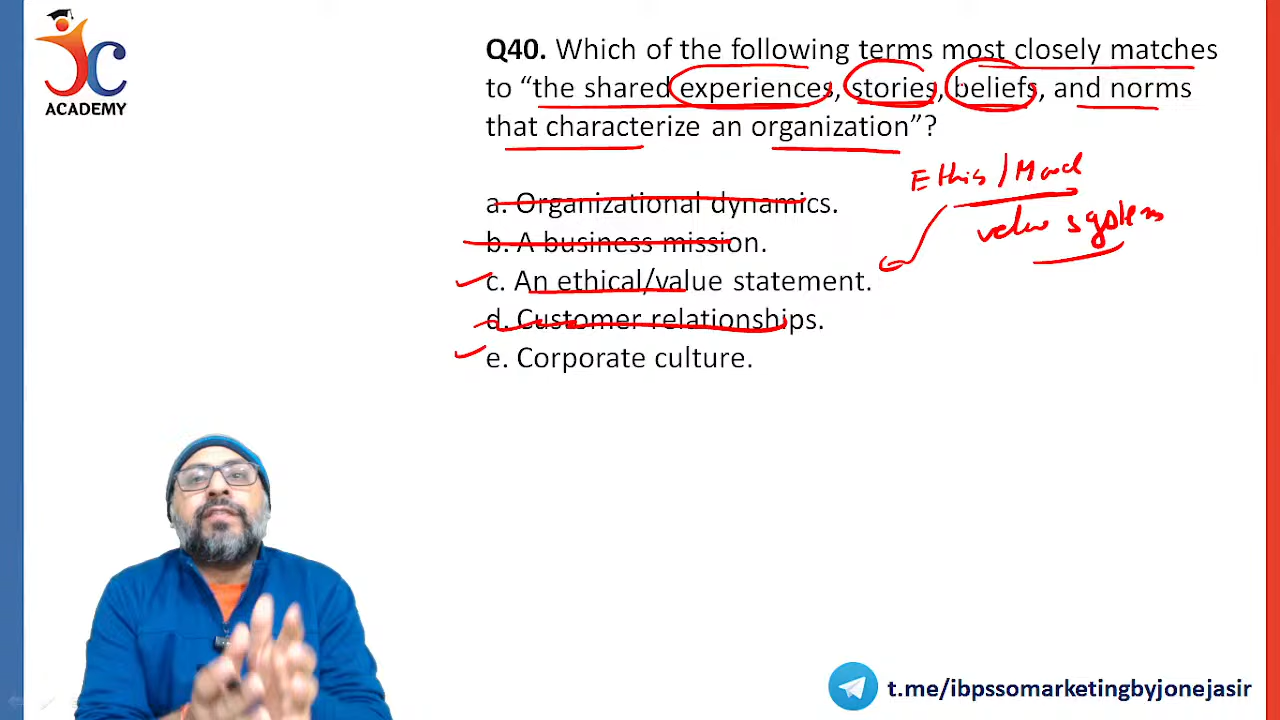 JC
ACADEMY
Q40. Which of the following terms most closely matches
to “the shared experiences, stories, beliefs, and norms
that characterize an organization”?
a. Organizational dynamics.
b. A business mission.
c. An ethical/value statement.
d. Customer relationships.
e. Corporate culture.
Ethics / Moral
value system
t.me/ibpssomarketingbyjonejasir